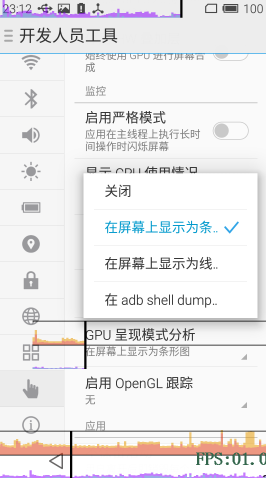 23:12
100
开发人员工具
始终使用 GPU 进行屏幕合
成
监控
启用严格模式
应用在主线程上执行长时
间操作时闪烁屏幕
显示 CPU 使用情况
关闭
在屏幕上显示为条..
在屏幕上显示为线..
在 adb shell dump..
GPU 呈现模式分析
在屏幕上显示为条形图
启用 OpenGL 跟踪
无
应用
FPS:01.0